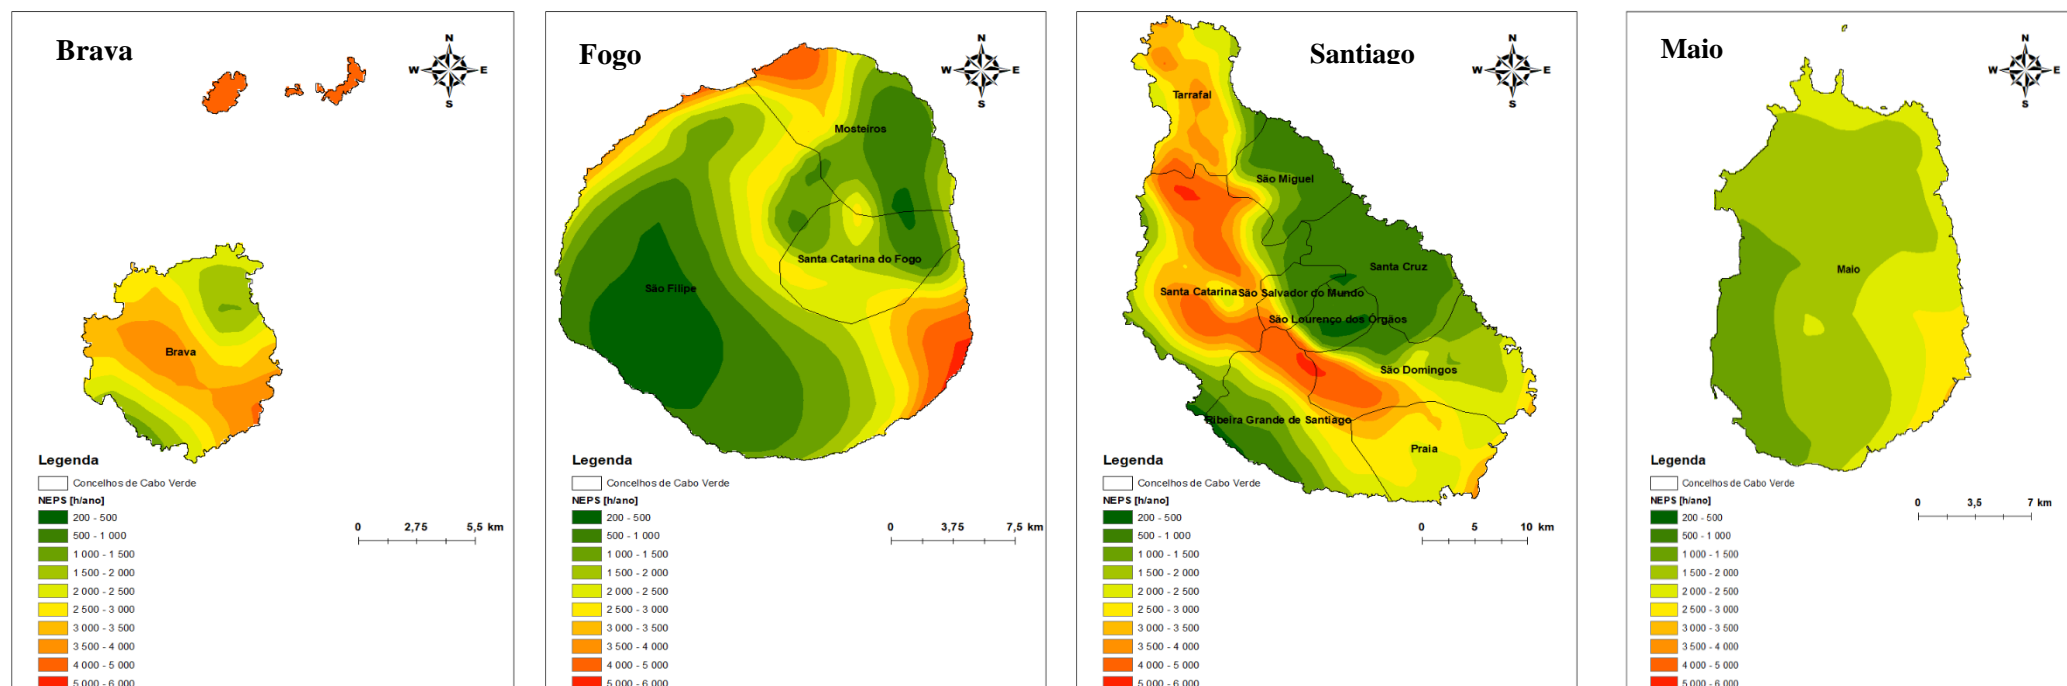 Brava
N
W E
S
Brava
Legenda
Concelhos de Cabo Verde
NEPS [h/ano]
200 - 500
500 - 1 000
1 000 - 1 500
1 500 - 2 000
2 000 - 2 500
2 500 - 3 000
3 000 - 3 500
3 500 - 4 000
4 000 - 5 000
5 000 - 6 000
0 2,75 5,5 km
Fogo
N
W E
S
Mosteiros
Santa Catarina do Fogo
São Filipe
Legenda
Concelhos de Cabo Verde
NEPS [h/ano]
200 - 500
500 - 1 000
1 000 - 1 500
1 500 - 2 000
2 000 - 2 500
2 500 - 3 000
3 000 - 3 500
3 500 - 4 000
4 000 - 5 000
5 000 - 6 000
0 3,75 7,5 km
Santiago
N
W E
S
Tarrafal
São Miguel
Santa Cruz
Santa Catarina
São Salvador do Mundo
São Lourenço dos Órgãos
São Domingos
Ribeira Grande de Santiago
Praia
Legenda
Concelhos de Cabo Verde
NEPS [h/ano]
200 - 500
500 - 1 000
1 000 - 1 500
1 500 - 2 000
2 000 - 2 500
2 500 - 3 000
3 000 - 3 500
3 500 - 4 000
4 000 - 5 000
5 000 - 6 000
0 5 10 km
Maio
N
W E
S
Maio
Legenda
Concelhos de Cabo Verde
NEPS [h/ano]
200 - 500
500 - 1 000
1 000 - 1 500
1 500 - 2 000
2 000 - 2 500
2 500 - 3 000
3 000 - 3 500
3 500 - 4 000
4 000 - 5 000
5 000 - 6 000
0 3,5 7 km